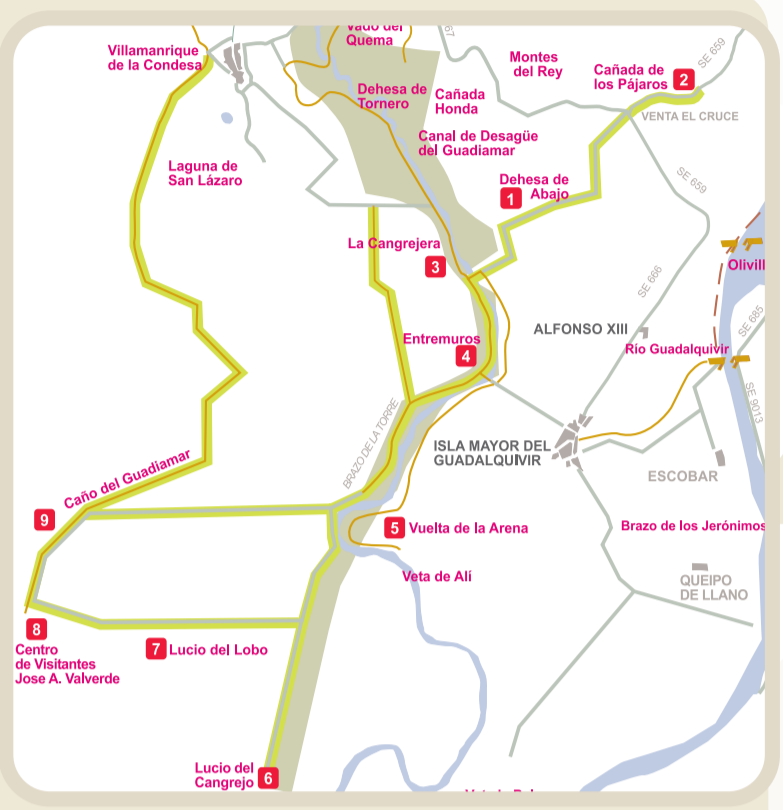 Vado del
Quema
67
Villamanrique
de la Condesa
Montes
del Rey
Cañada de
los Pájaros
2
SE 659
Dehesa de
Tornero
Cañada
Honda
VENTA EL CRUCE
Canal de Desagüe
del Guadiamar
Laguna de
San Lázaro
Dehesa de
Abajo
1
SE 659
La Cangrejera
3
Olivill
SE 666
SE 685
ALFONSO XIII
Entremuros
4
Río Guadalquivir
SE 9013
BRAZO DE LA TORRE
ISLA MAYOR DEL
GUADALQUIVIR
ESCOBAR
Caño del Guadiamar
9
5
Vuelta de la Arena
Brazo de los Jerónimos
Veta de Alí
QUEIPO
DE LLANO
8
Centro
de Visitantes
Jose A. Valverde
7
Lucio del Lobo
Lucio del
Cangrejo
6